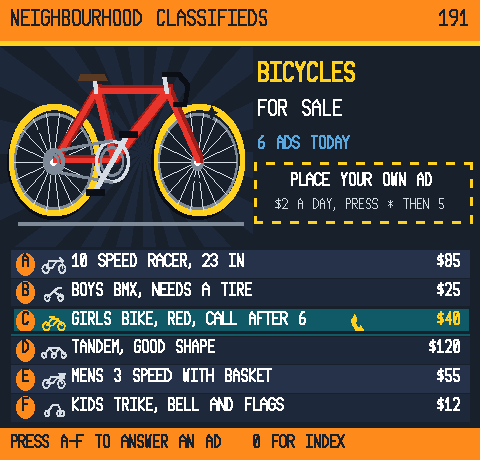 NEIGHBOURHOOD CLASSIFIEDS 191
BICYCLES
FOR SALE
6 ADS TODAY
PLACE YOUR OWN AD
$2 A DAY, PRESS * THEN 5
A 10 SPEED RACER, 23 IN $85
B BOYS BMX, NEEDS A TIRE $25
C GIRLS BIKE, RED, CALL AFTER 6 $40
D TANDEM, GOOD SHAPE $120
E MENS 3 SPEED WITH BASKET $55
F KIDS TRIKE, BELL AND FLAGS $12
PRESS A-F TO ANSWER AN AD 0 FOR INDEX